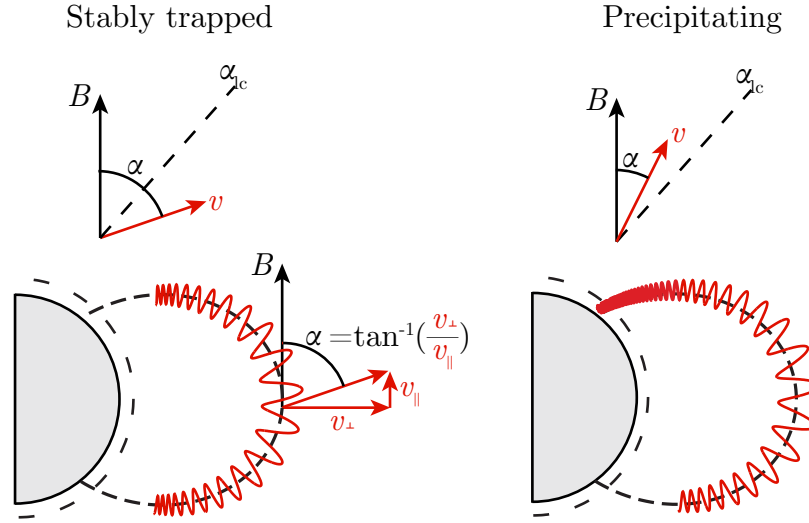 Stably trapped
Precipitating
α_lc
B
α
v
α_lc
B
α
v
B
α =tan⁻¹(v⊥/v∥)
v∥
v⊥